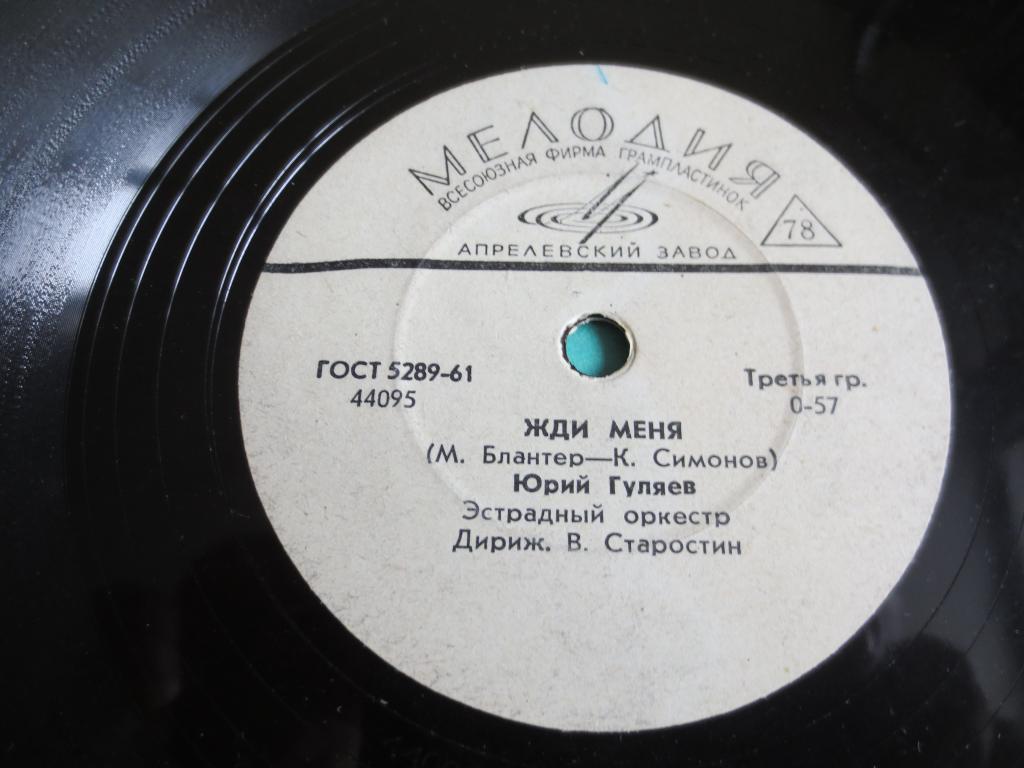 МЕЛОДИЯ
ВСЕСОЮЗНАЯ ФИРМА ГРАМПЛАСТИНОК
78
АПРЕЛЕВСКИЙ ЗАВОД
ГОСТ 5289-61
44095
Третья гр.
0-57
ЖДИ МЕНЯ
(М. Блантер—К. Симонов)
Юрий Гуляев
Эстрадный оркестр
Дириж. В. Старостин